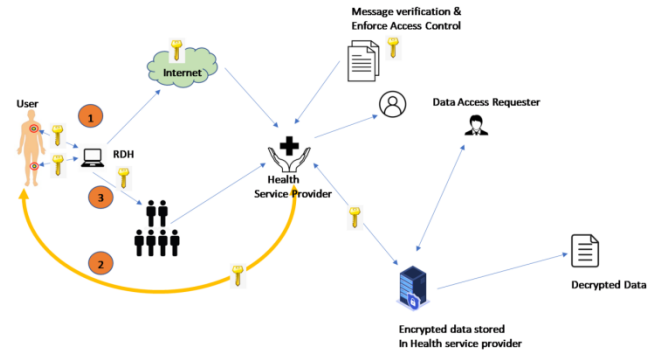 Message verification &
Enforce Access Control
Internet
User
1
Data Access Requester
RDH
Health
Service Provider
3
2
Decrypted Data
Encrypted data stored
In Health service provider